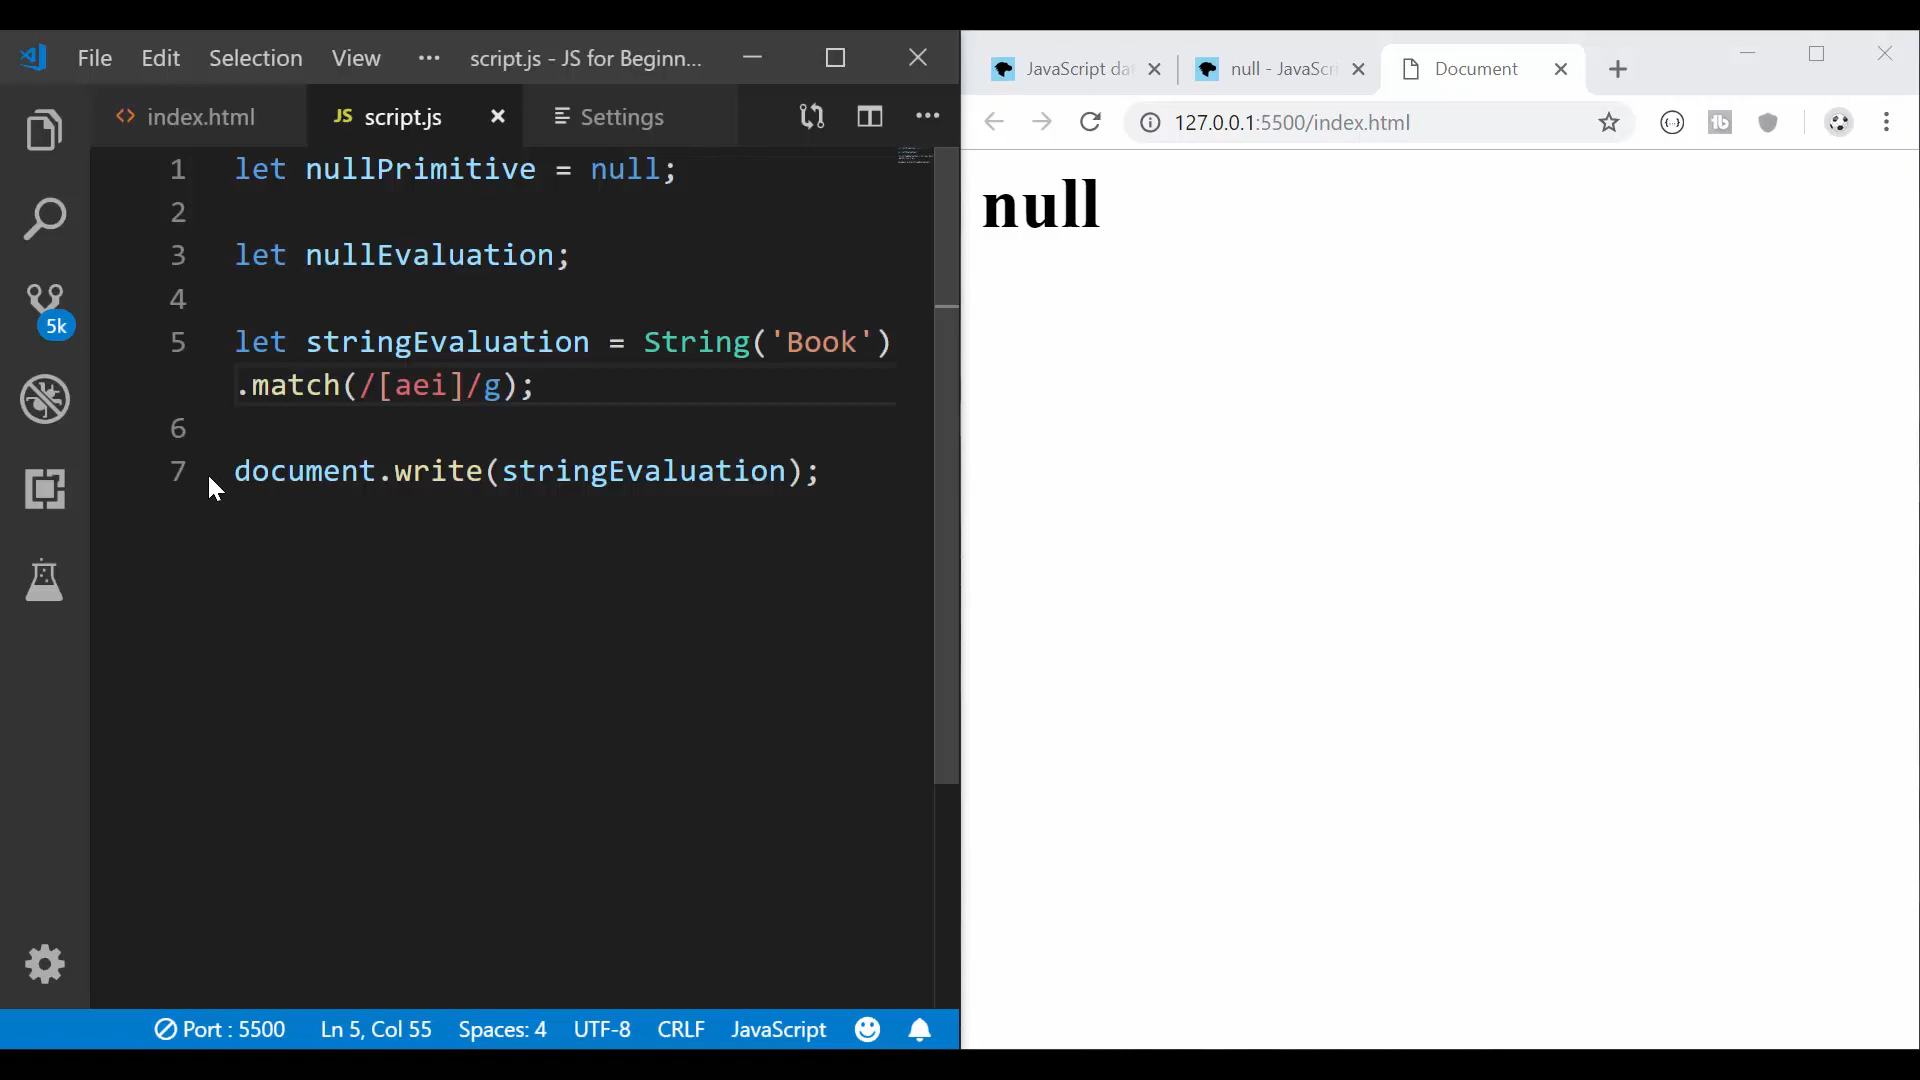 File Edit Selection View ··· script.js - JS for Beginn...
index.html JS script.js Settings
1 let nullPrimitive = null;
2
3 let nullEvaluation;
4
5 let stringEvaluation = String('Book')
.match(/[aei]/g);
6
7 document.write(stringEvaluation);
5k
Port : 5500 Ln 5, Col 55 Spaces: 4 UTF-8 CRLF JavaScript
JavaScript da null - JavaScri Document
127.0.0.1:5500/index.html
null